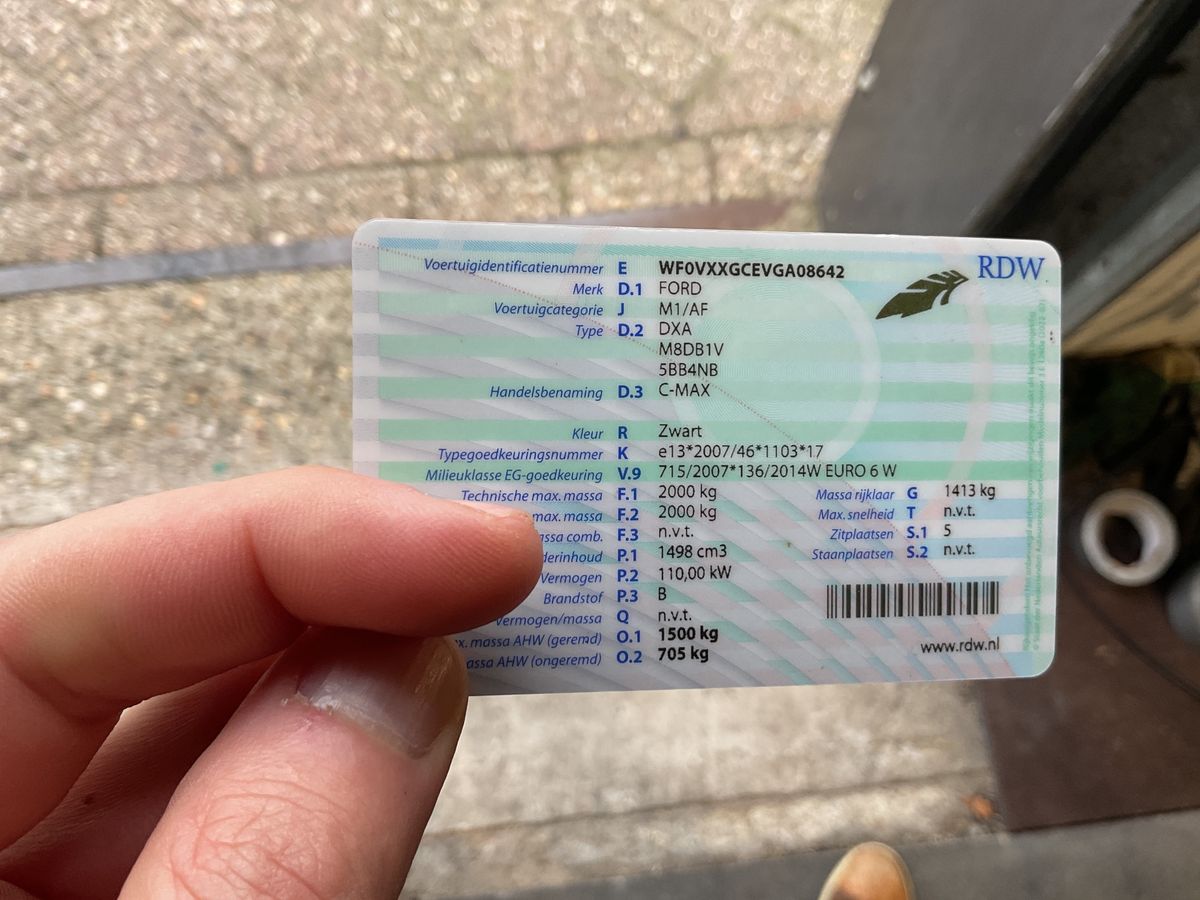 RDW
Voertuigidentificatienummer E WF0VXXGCEVGA08642
Merk D.1 FORD
Voertuigcategorie J M1/AF
Type D.2 DXA
M8DB1V
5BB4NB
Handelsbenaming D.3 C-MAX
Kleur R Zwart
Typegoedkeuringsnummer K e13*2007/46*1103*17
Milieuklasse EG-goedkeuring V.9 715/2007*136/2014W EURO 6 W
Technische max. massa F.1 2000 kg Massa rijklaar G 1413 kg
max. massa F.2 2000 kg Max. snelheid T n.v.t.
comb. F.3 n.v.t. Zitplaatsen S.1 5
P.1 1498 cm3 Staanplaatsen S.2 n.v.t.
Vermogen P.2 110,00 kW
Brandstof P.3 B
Vermogen/massa Q n.v.t.
massa AHW (geremd) O.1 1500 kg
AHW (ongeremd) O.2 705 kg
www.rdw.nl